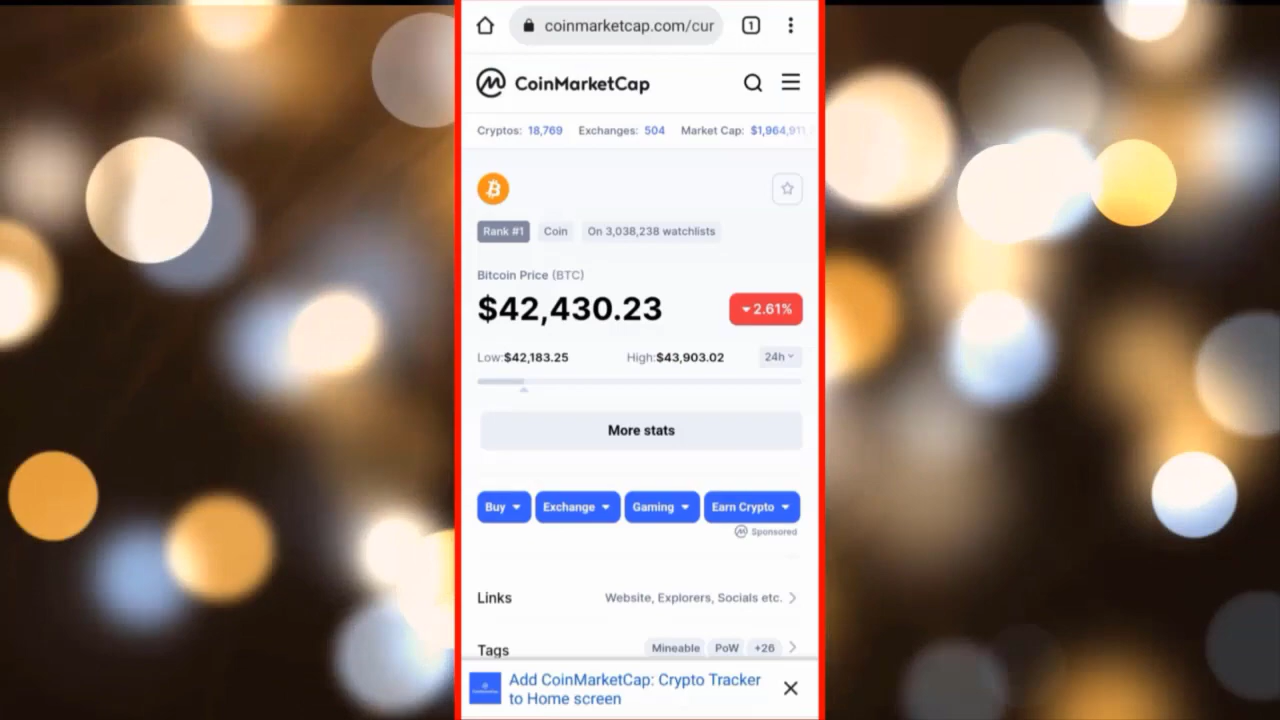 coinmarketcap.com/cur
1
CoinMarketCap
Cryptos: 18,769 Exchanges: 504 Market Cap: $1,964,911
Rank #1 Coin On 3,038,238 watchlists
Bitcoin Price (BTC)
$42,430.23 2.61%
Low:$42,183.25 High:$43,903.02 24h
More stats
Buy Exchange Gaming Earn Crypto
Sponsored
Links Website, Explorers, Socials etc.
Tags Mineable PoW +26
Add CoinMarketCap: Crypto Tracker
to Home screen